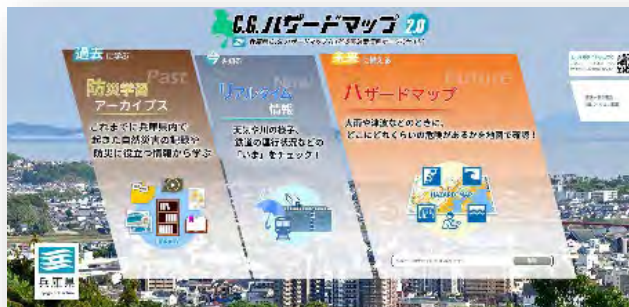 C.G.ハザードマップ 2.0
過去に学ぶ
Past
防災学習
アーカイブス
これまでに兵庫県内で
起きた自然災害の記録や
防災に役立つ情報から学ぶ
今を知る
Now
リアルタイム
情報
天気や川の様子、
鉄道の運行状況などの
「いま」をチェック！
未来に備える
Future
ハザードマップ
大雨や津波などのときに、
どこにどれくらいの危険があるかを地図で確認！
HAZARD MAP
兵庫県